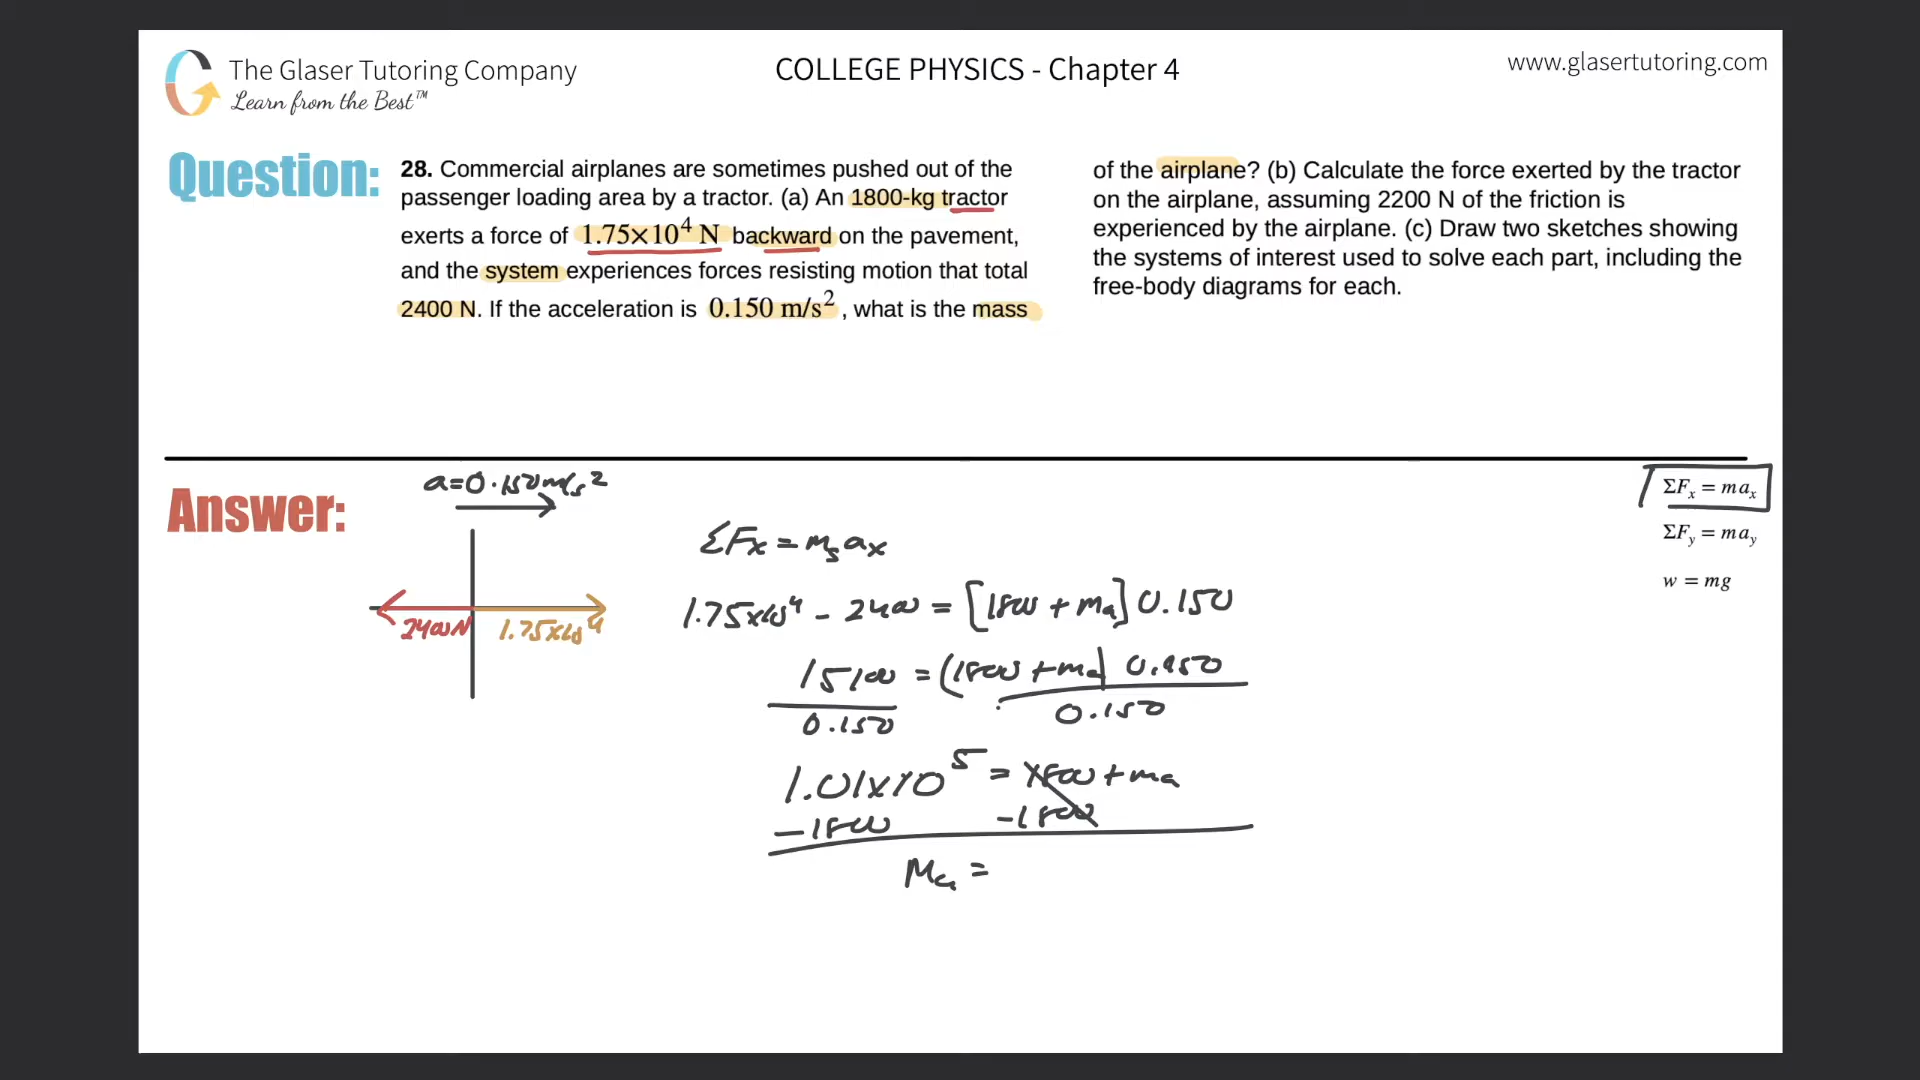 The Glaser Tutoring Company
Learn from the Best™
COLLEGE PHYSICS - Chapter 4
www.glasertutoring.com
Question:
28. Commercial airplanes are sometimes pushed out of the
passenger loading area by a tractor. (a) An 1800-kg tractor
exerts a force of 1.75×10⁴ N backward on the pavement,
and the system experiences forces resisting motion that total
2400 N. If the acceleration is 0.150 m/s², what is the mass
of the airplane? (b) Calculate the force exerted by the tractor
on the airplane, assuming 2200 N of the friction is
experienced by the airplane. (c) Draw two sketches showing
the systems of interest used to solve each part, including the
free-body diagrams for each.
Answer:
a=0.150m/s²
2400N
1.75x10⁴
ΣFx = msax
1.75x10⁴ - 2400 = [1800 + ma] 0.150
15100 = (1800 + ma) 0.150
0.150 0.150
1.01x10⁵ = 1800 + ma
-1800 -1800
Ma =
ΣFx = max
ΣFy = may
w = mg